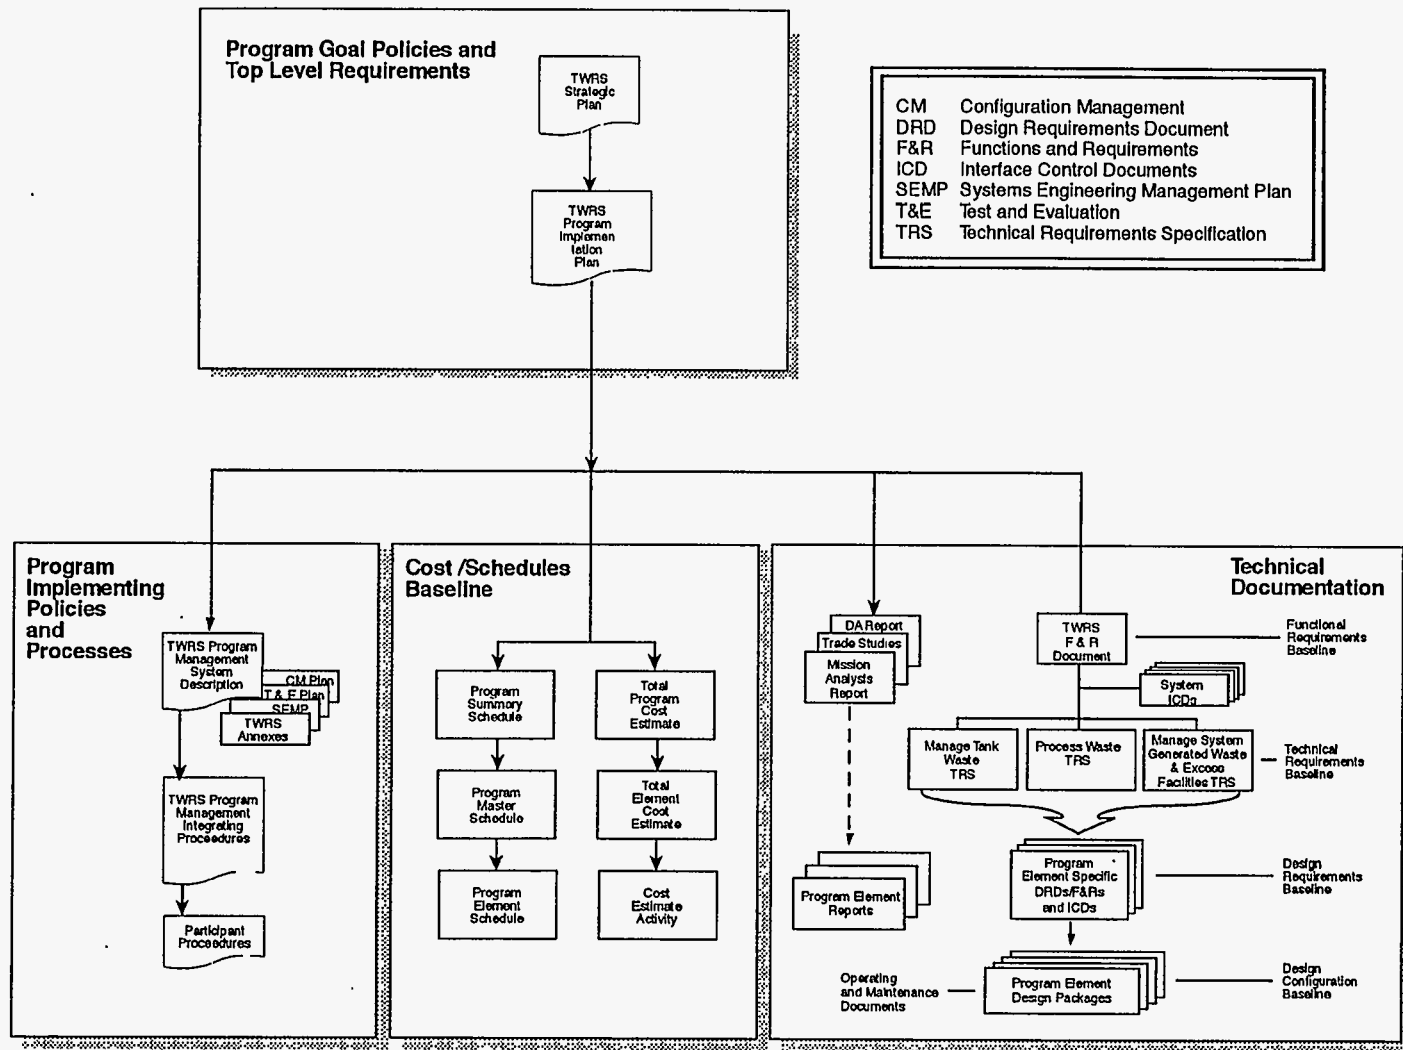 Program Goal Policies and
Top Level Requirements
TWRS
Strategic
Plan
TWRS
Program
Implemen
tation
Plan
CM Configuration Management
DRD Design Requirements Document
F&R Functions and Requirements
ICD Interface Control Documents
SEMP Systems Engineering Management Plan
T&E Test and Evaluation
TRS Technical Requirements Specification
Program
Implementing
Policies
and
Processes
TWRS Program
Management
System
Description
CM Plan
T & E Plan
SEMP
TWRS
Annexes
TWRS Program
Management
Integrating
Proceedures
Participant
Proceedures
Cost /Schedules
Baseline
Program
Summary
Schedule
Total
Program
Cost
Estimate
Program
Master
Schedule
Total
Element
Cost
Estimate
Program
Element
Schedule
Cost
Estimate
Activity
Technical
Documentation
DA Report
Trade Studies
Mission
Analysis
Report
TWRS
F & R
Document
Functional
Requirements
Baseline
System
ICDs
Manage Tank
Waste
TRS
Process Waste
TRS
Manage System
Generated Waste
& Excess
Facilities TRS
Technical
Requirements
Baseline
Program Element
Reports
Program
Element Specific
DRDs/F&Rs
and ICDs
Design
Requirements
Baseline
Operating
and Maintenance
Documents
Program Element
Design Packages
Design
Configuration
Baseline